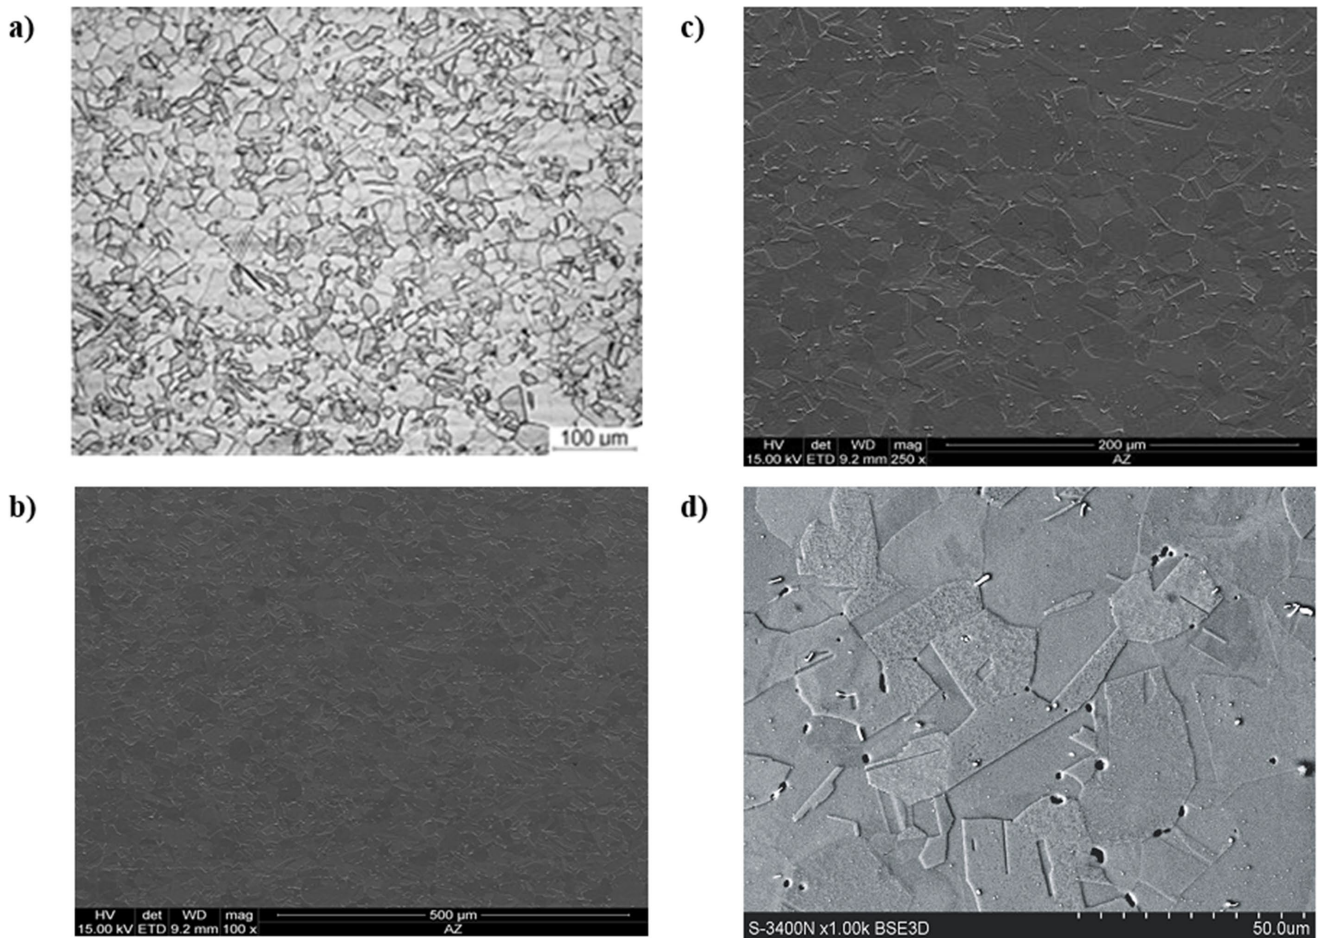 a)
100 µm
b)
HV det WD mag 500 µm
15.00 kV ETD 9.2 mm 100 x AZ
c)
HV det WD mag 200 µm
15.00 kV ETD 9.2 mm 250 x AZ
d)
S-3400N x1.00k BSE3D 50.0um